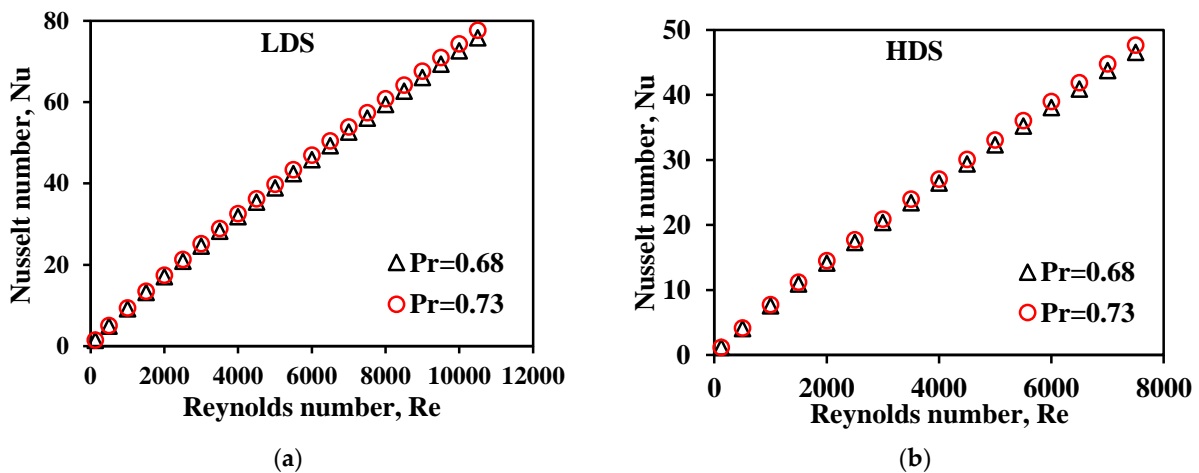 LDS
Nusselt number, Nu
80
60
40
20
0
Pr=0.68
Pr=0.73
0 2000 4000 6000 8000 10000 12000
Reynolds number, Re
(a)
HDS
Nusselt number, Nu
50
40
30
20
10
0
Pr=0.68
Pr=0.73
0 2000 4000 6000 8000
Reynolds number, Re
(b)